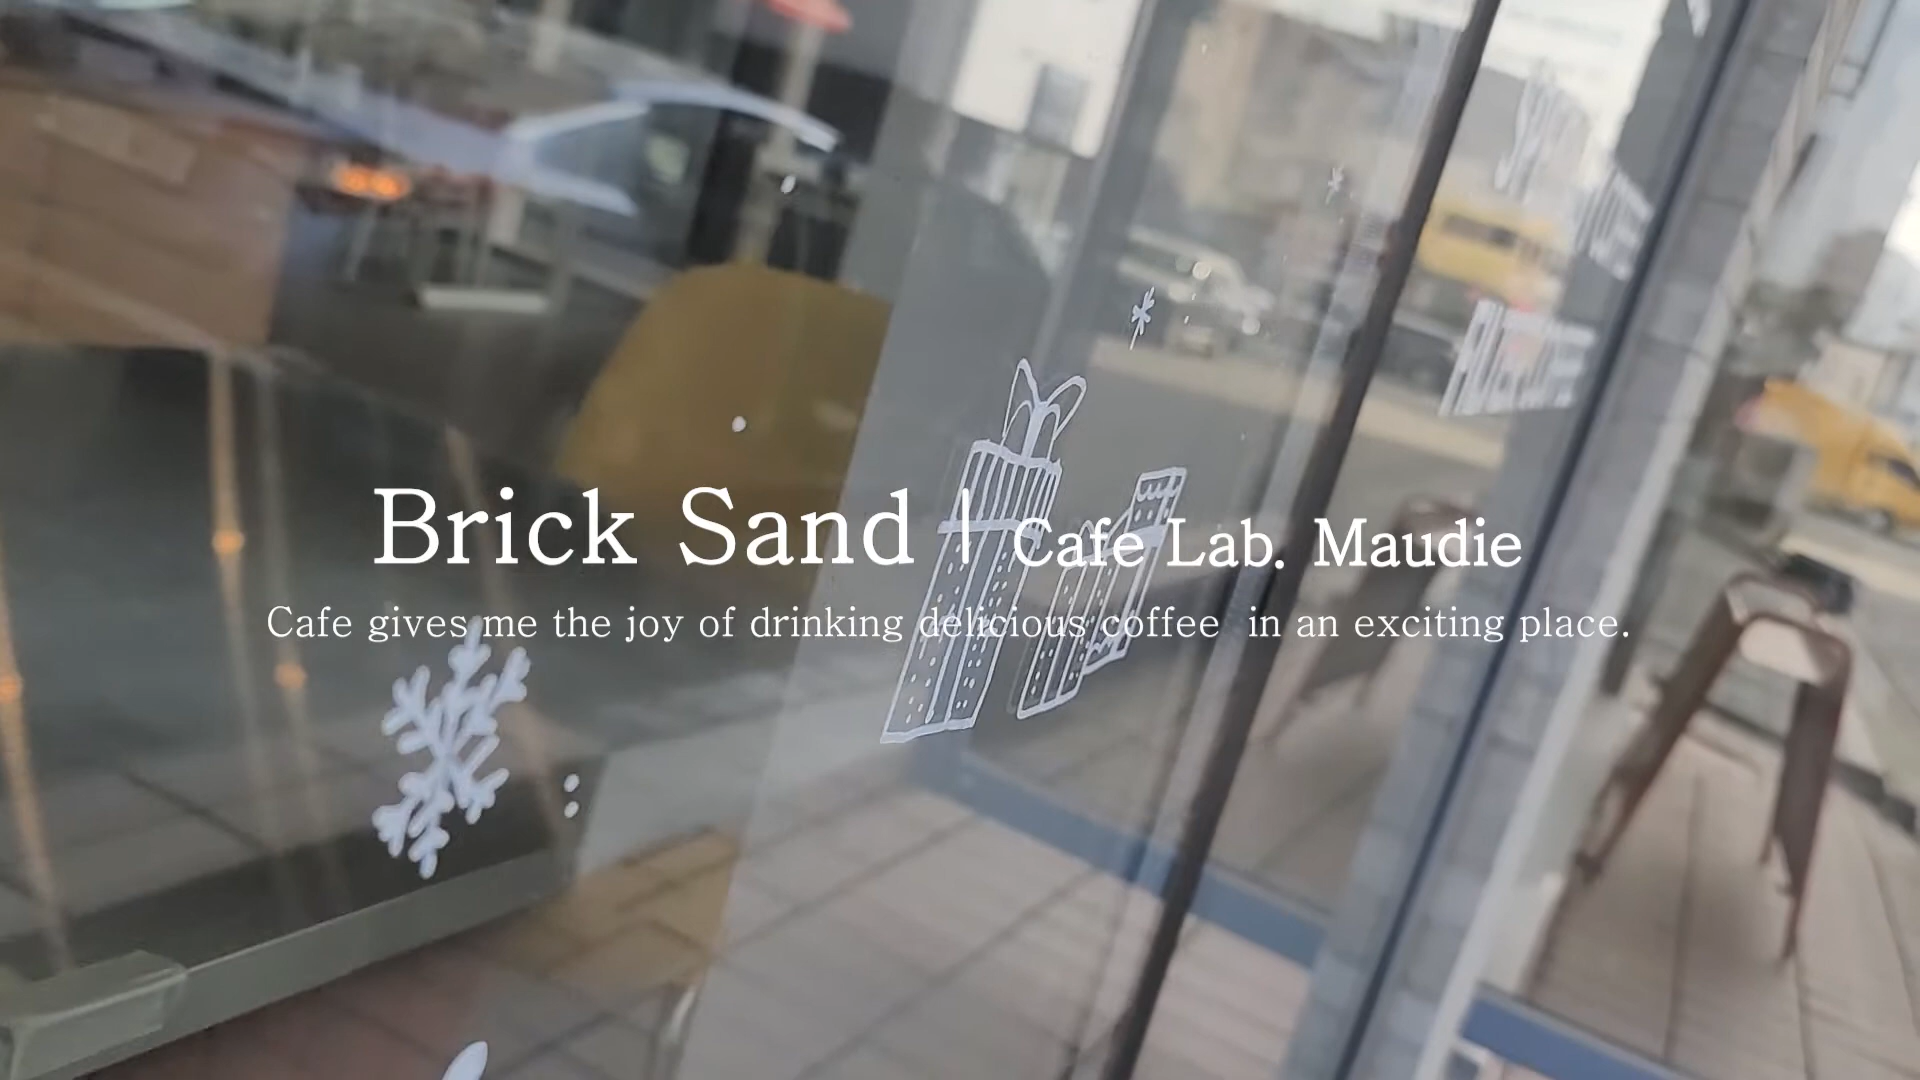 Brick Sand | Cafe Lab. Maudie
Cafe gives me the joy of drinking delicious coffee  in an exciting place.